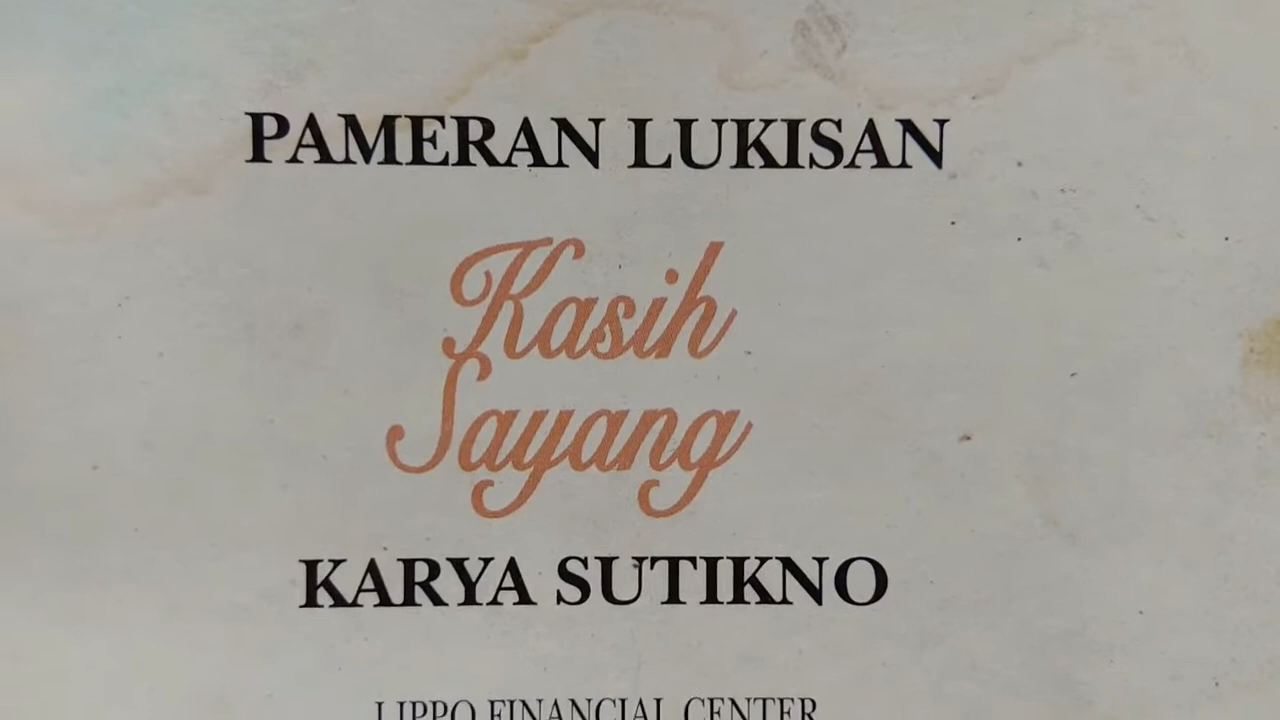 PAMERAN LUKISAN
Kasih
Sayang
KARYA SUTIKNO
LIPPO FINANCIAL CENTER